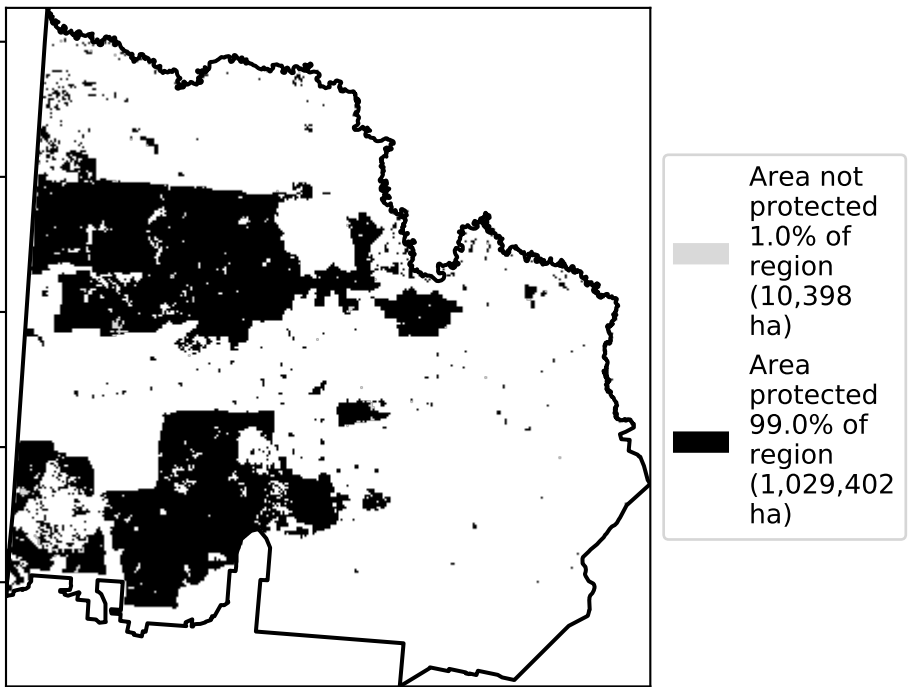 Area not
protected
1.0% of
region
(10,398
ha)
Area
protected
99.0% of
region
(1,029,402
ha)